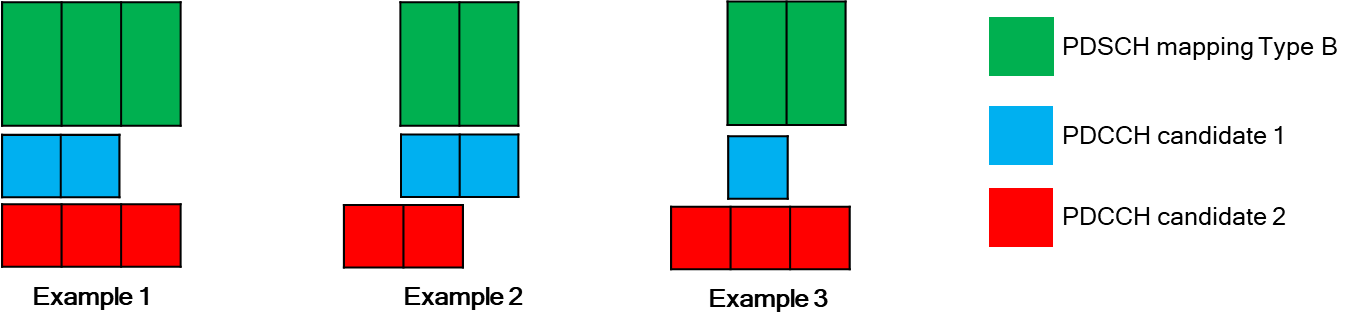 PDSCH mapping Type B
PDCCH candidate 1
PDCCH candidate 2
Example 1
Example 2
Example 3